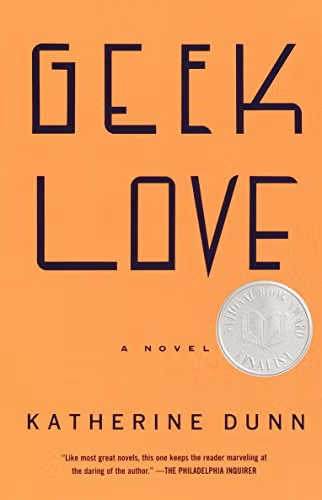 GEEK
LOVE
NATIONAL BOOK AWARD
FINALIST
A NOVEL
KATHERINE DUNN
"Like most great novels, this one keeps the reader marveling at
the daring of the author." —THE PHILADELPHIA INQUIRER